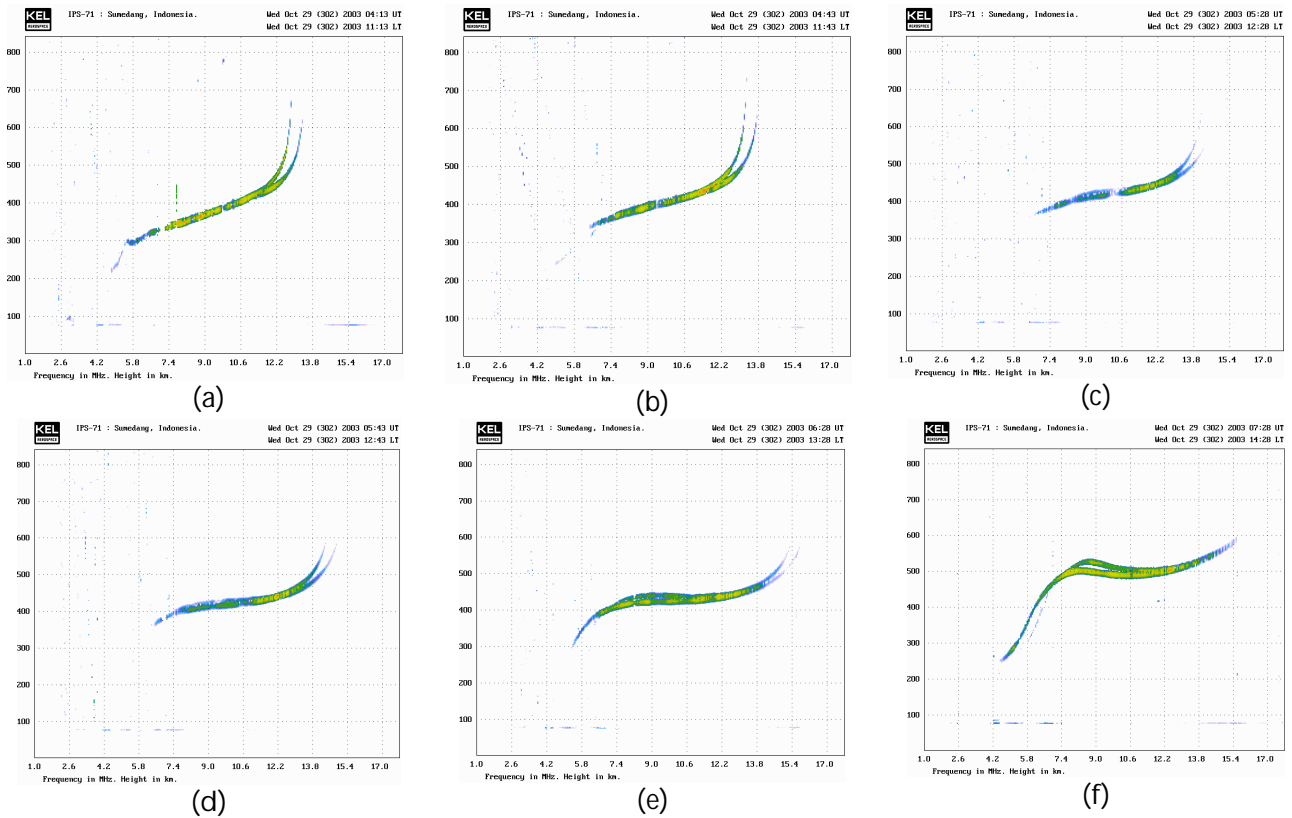 KEL
AEROSPACE
IPS-71 : Sumedang, Indonesia.
Wed Oct 29 (302) 2003 04:13 UT
Wed Oct 29 (302) 2003 11:13 LT
800
700
600
500
400
300
200
100
1.0 2.6 4.2 5.8 7.4 9.0 10.6 12.2 13.8 15.4 17.0
Frequency in MHz. Height in km.
(a)
KEL
AEROSPACE
IPS-71 : Sumedang, Indonesia.
Wed Oct 29 (302) 2003 04:43 UT
Wed Oct 29 (302) 2003 11:43 LT
800
700
600
500
400
300
200
100
1.0 2.6 4.2 5.8 7.4 9.0 10.6 12.2 13.8 15.4 17.0
Frequency in MHz. Height in km.
(b)
KEL
AEROSPACE
IPS-71 : Sumedang, Indonesia.
Wed Oct 29 (302) 2003 05:28 UT
Wed Oct 29 (302) 2003 12:28 LT
800
700
600
500
400
300
200
100
1.0 2.6 4.2 5.8 7.4 9.0 10.6 12.2 13.8 15.4 17.0
Frequency in MHz. Height in km.
(c)
KEL
AEROSPACE
IPS-71 : Sumedang, Indonesia.
Wed Oct 29 (302) 2003 05:43 UT
Wed Oct 29 (302) 2003 12:43 LT
800
700
600
500
400
300
200
100
1.0 2.6 4.2 5.8 7.4 9.0 10.6 12.2 13.8 15.4 17.0
Frequency in MHz. Height in km.
(d)
KEL
AEROSPACE
IPS-71 : Sumedang, Indonesia.
Wed Oct 29 (302) 2003 06:28 UT
Wed Oct 29 (302) 2003 13:28 LT
800
700
600
500
400
300
200
100
1.0 2.6 4.2 5.8 7.4 9.0 10.6 12.2 13.8 15.4 17.0
Frequency in MHz. Height in km.
(e)
KEL
AEROSPACE
IPS-71 : Sumedang, Indonesia.
Wed Oct 29 (302) 2003 07:28 UT
Wed Oct 29 (302) 2003 14:28 LT
800
700
600
500
400
300
200
100
1.0 2.6 4.2 5.8 7.4 9.0 10.6 12.2 13.8 15.4 17.0
Frequency in MHz. Height in km.
(f)